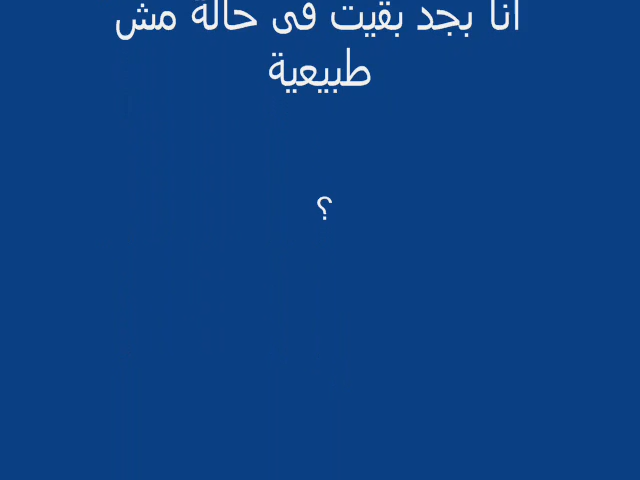 انا بجد بقيت فى حالة مش
طبيعية
؟